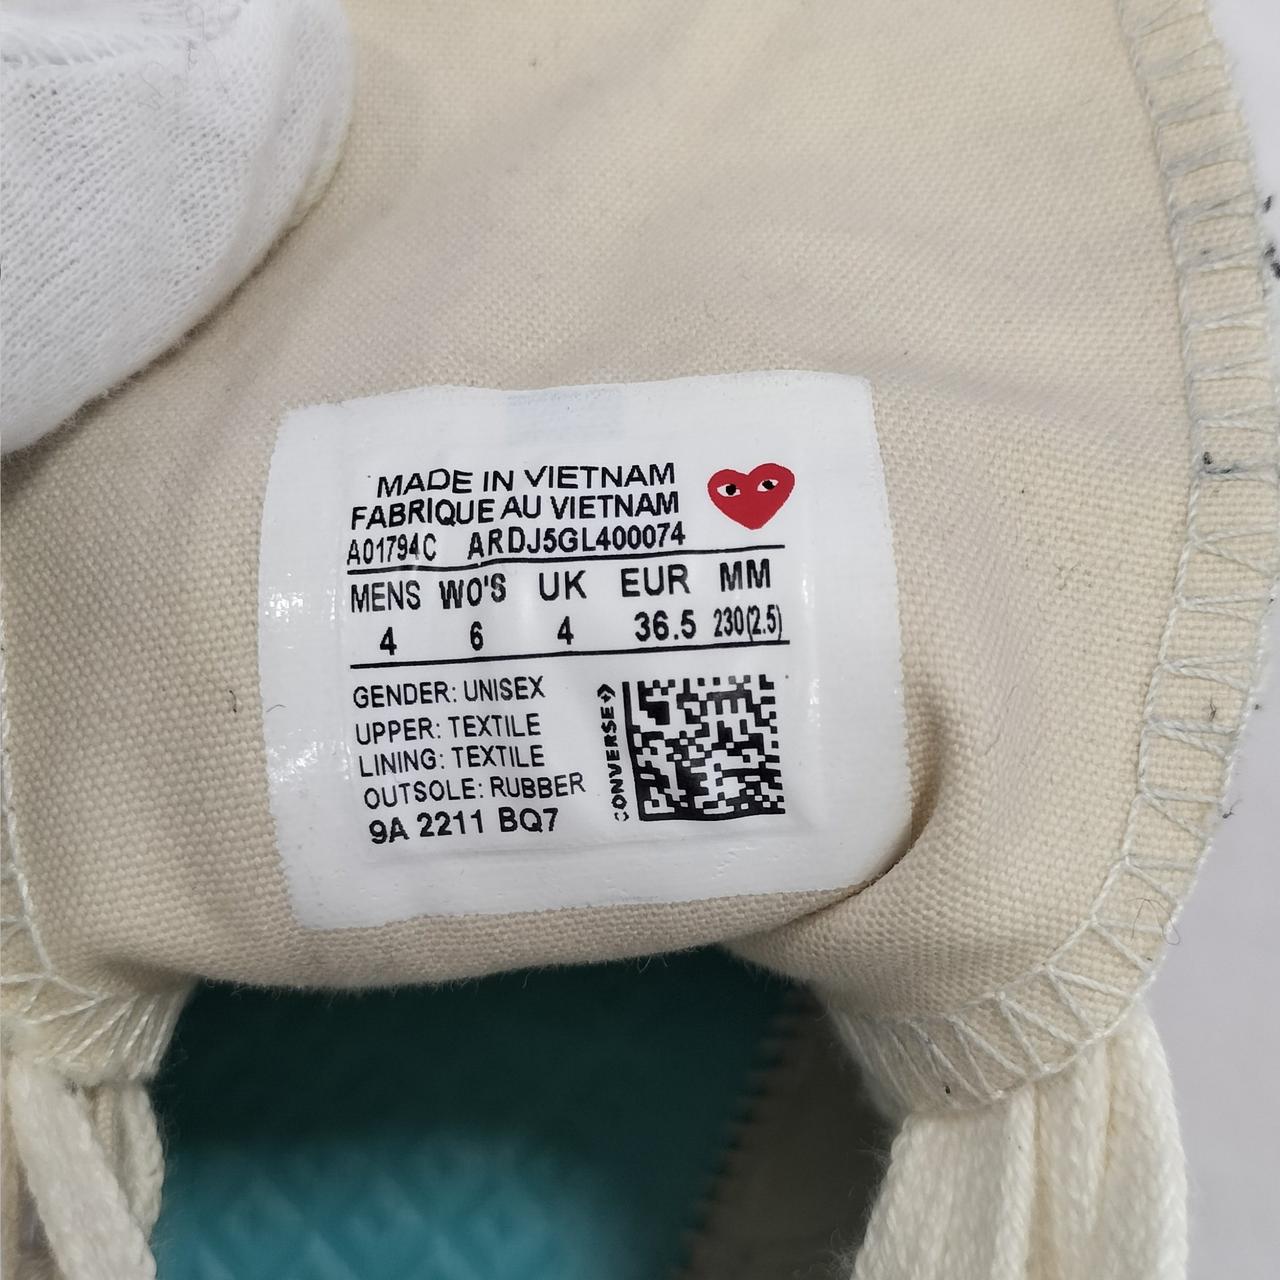 MADE IN VIETNAM
FABRIQUE AU VIETNAM
A01794C ARDJ5GL400074
MENS WO'S UK EUR MM
4 6 4 36.5 230(2.5)
GENDER: UNISEX
UPPER: TEXTILE
LINING: TEXTILE
OUTSOLE: RUBBER
9A 2211 BQ7
CONVERSE